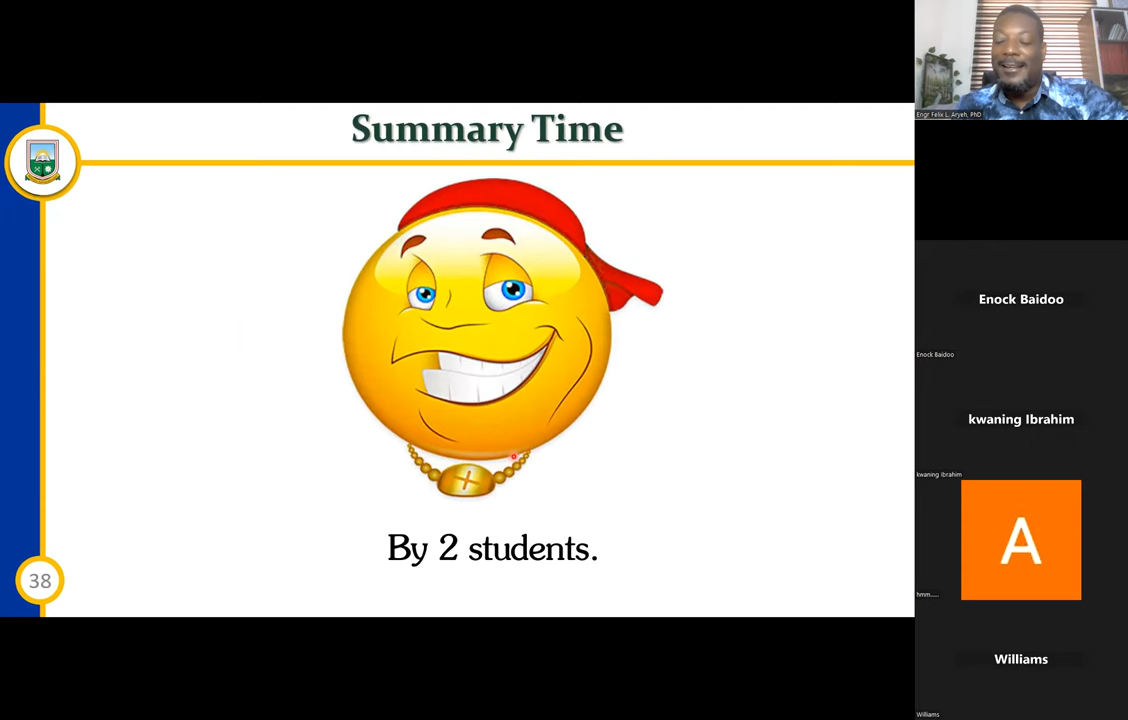 Summary Time
By 2 students.
38
Engr Felix L. Aryeh, PhD
Enock Baidoo
Enock Baidoo
kwaning Ibrahim
kwaning Ibrahim
A
hmm.....
Williams
Williams